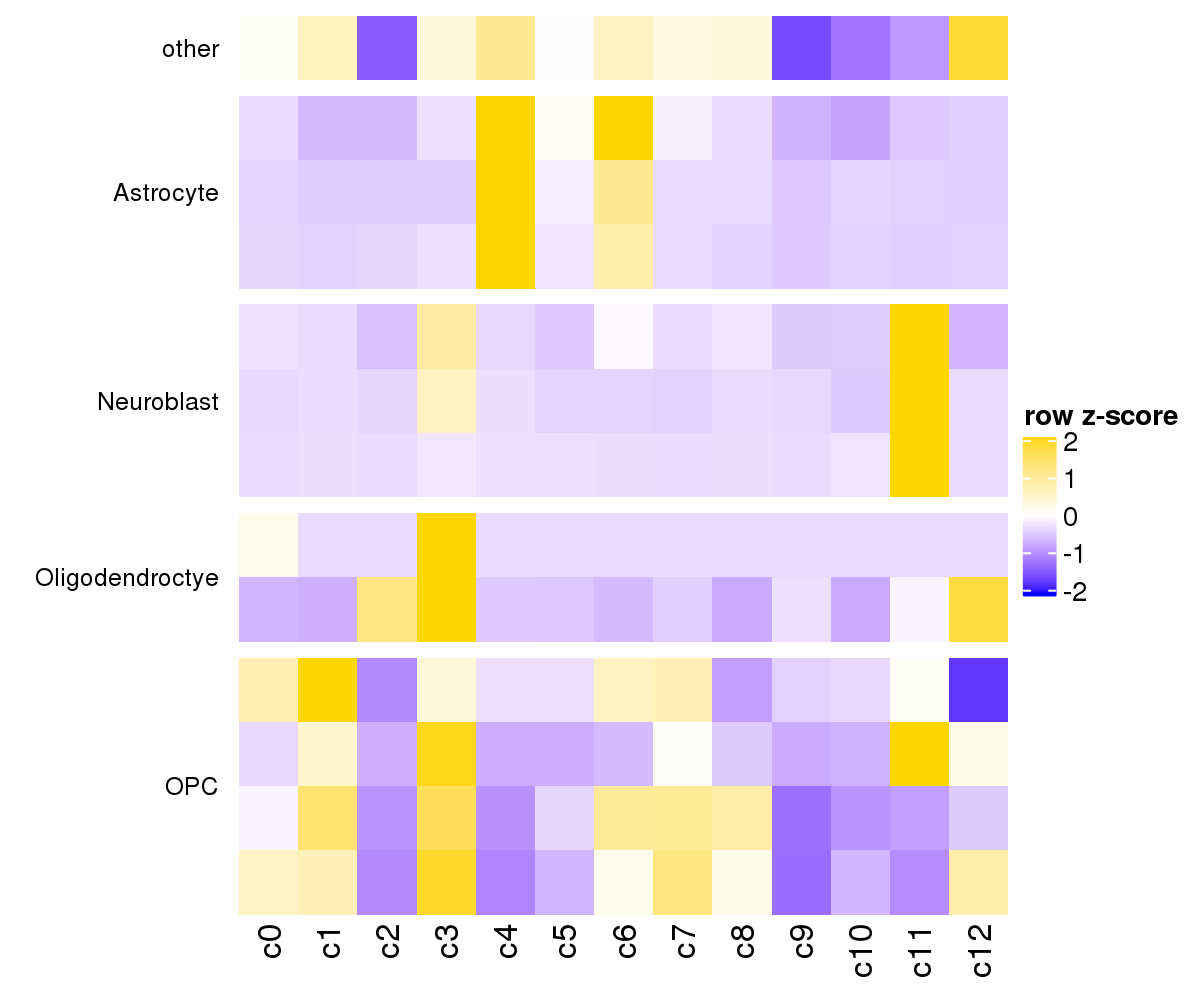 other
Astrocyte
Neuroblast
Oligodendroctye
OPC
row z-score
2
1
0
-1
-2
c0 c1 c2 c3 c4 c5 c6 c7 c8 c9 c10 c11 c12